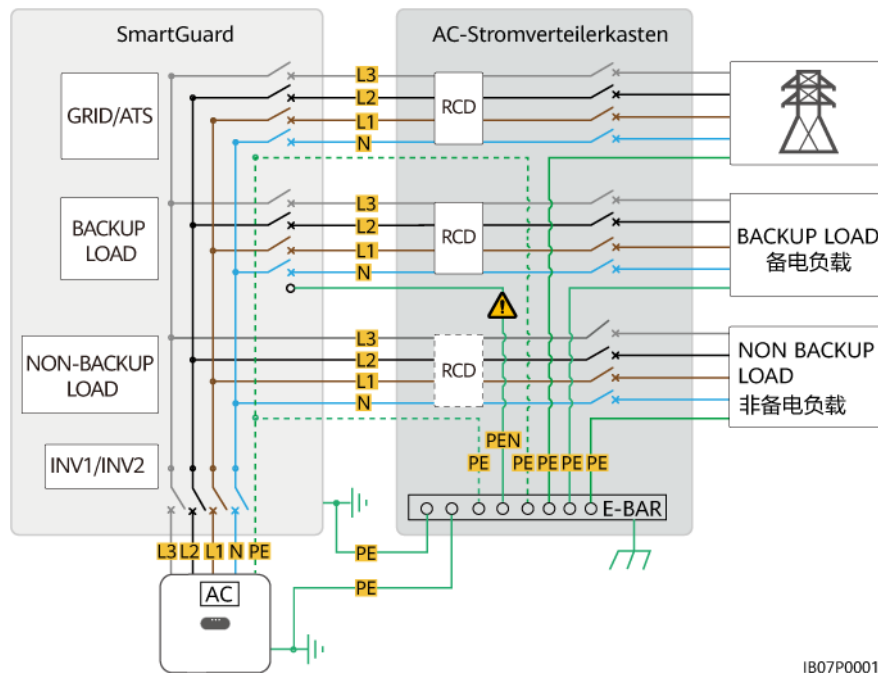 SmartGuard
AC-Stromverteilerkasten
GRID/ATS
L3
L2
L1
N
RCD
BACKUP
LOAD
L3
L2
L1
N
RCD
BACKUP LOAD
备电负载
NON-BACKUP
LOAD
L3
L2
L1
N
RCD
NON BACKUP
LOAD
非备电负载
INV1/INV2
PEN
PE PE PE PE PE
E-BAR
L3 L2 L1 N PE
PE
PE
AC
IB07P0001